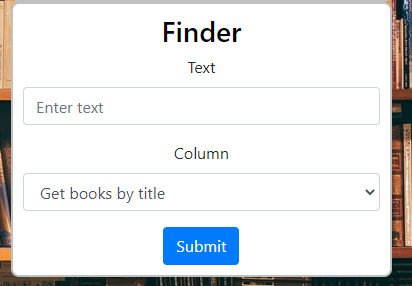 Finder
Text
Enter text
Column
Get books by title
Submit